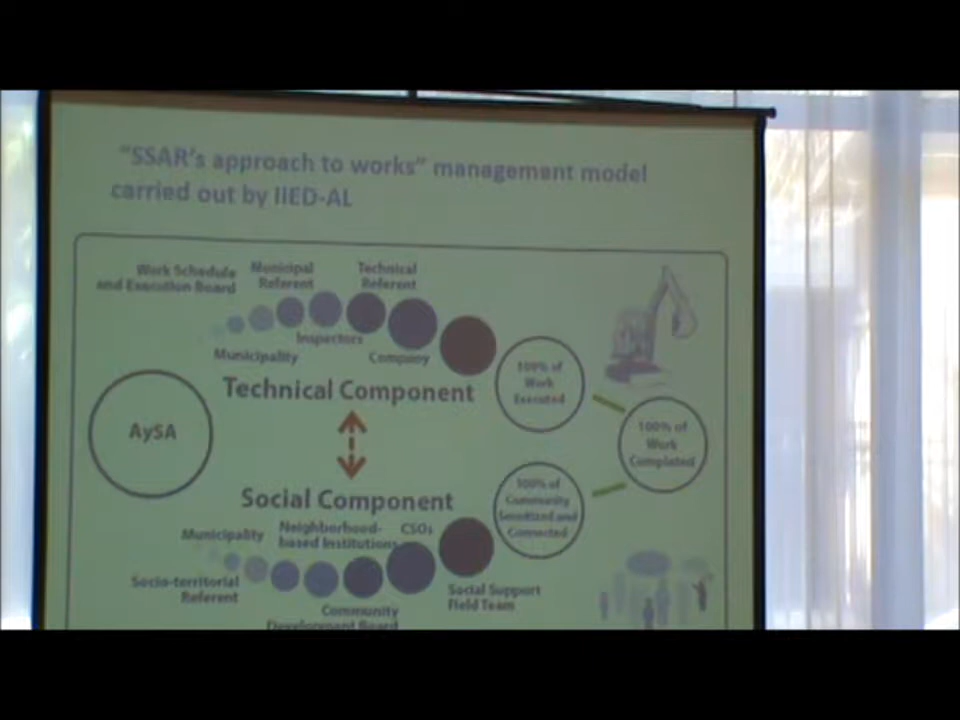 "SSAR's approach to works" management model
carried out by IIED-AL
Work Schedule
and Execution Board
Municipal
Referent
Technical
Referent
Inspectors
Municipality
Company
Technical Component
100% of
Work
Executed
AySA
100% of
Work
Completed
Social Component
100% of
Community
Sensitized and
Connected
Municipality
Neighborhood-
based Institutions
CSOs
Socio-territorial
Referent
Social Support
Field Team
Community
Development Board